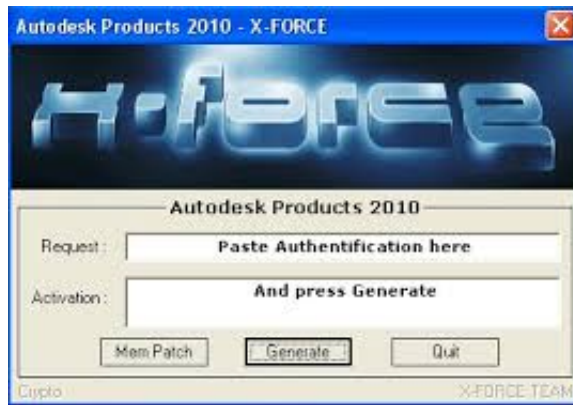 Autodesk Products 2010 - X-FORCE
x-force
Autodesk Products 2010
Request : Paste Authentification here
Activation : And press Generate
Mem Patch Generate Quit
Crypto X-FORCE TEAM